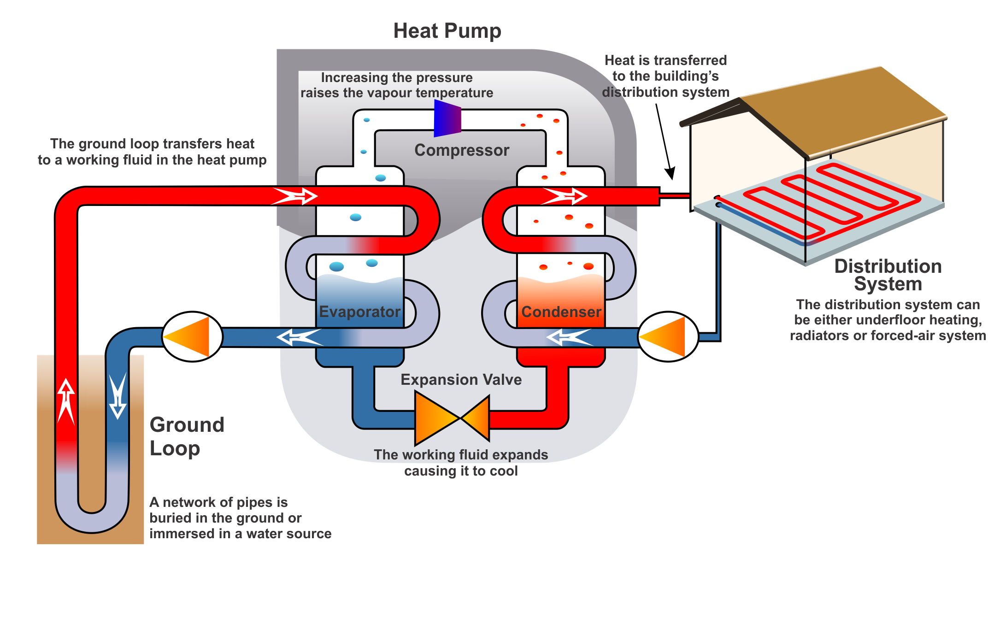 Heat Pump
Increasing the pressure
raises the vapour temperature
Heat is transferred
to the building's
distribution system
The ground loop transfers heat
to a working fluid in the heat pump
Compressor
Evaporator
Condenser
Distribution
System
The distribution system can
be either underfloor heating,
radiators or forced-air system
Expansion Valve
The working fluid expands
causing it to cool
Ground
Loop
A network of pipes is
buried in the ground or
immersed in a water source